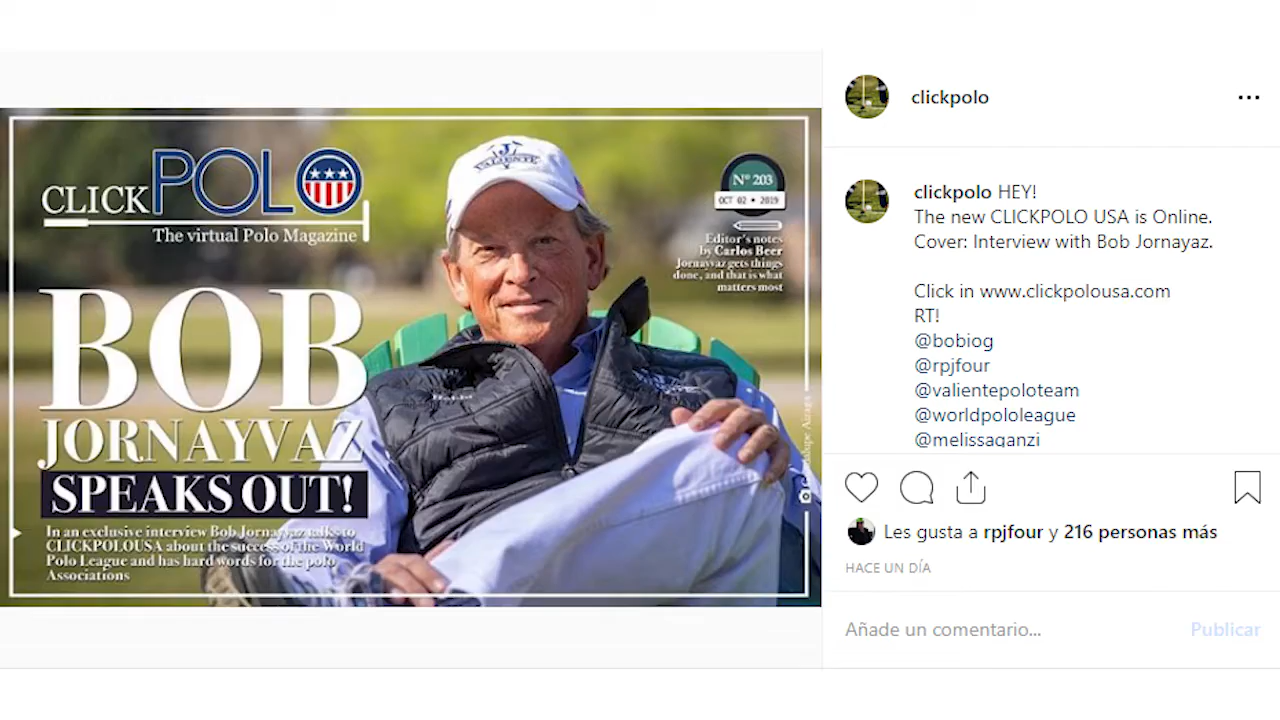 CLICKPOLO
The virtual Polo Magazine
BOB
JORNAYVAZ
SPEAKS OUT!
In an exclusive interview Bob Jornayvaz talks to
CLICKPOLOUSA about the success of the World
Polo League and has hard words for the polo
Associations
VALIENTE
Nº 203
OCT 02 • 2019
Editor's notes
by Carlos Beer
Jornayvaz gets things
done, and that is what
matters most
clickpolo
clickpolo HEY!
The new CLICKPOLO USA is Online.
Cover: Interview with Bob Jornayaz.
Click in www.clickpolousa.com
RT!
@bobiog
@rpjfour
@valientepoloteam
@worldpololeague
@melissaganzi
Les gusta a rpjfour y 216 personas más
HACE UN DÍA
Añade un comentario...
Publicar